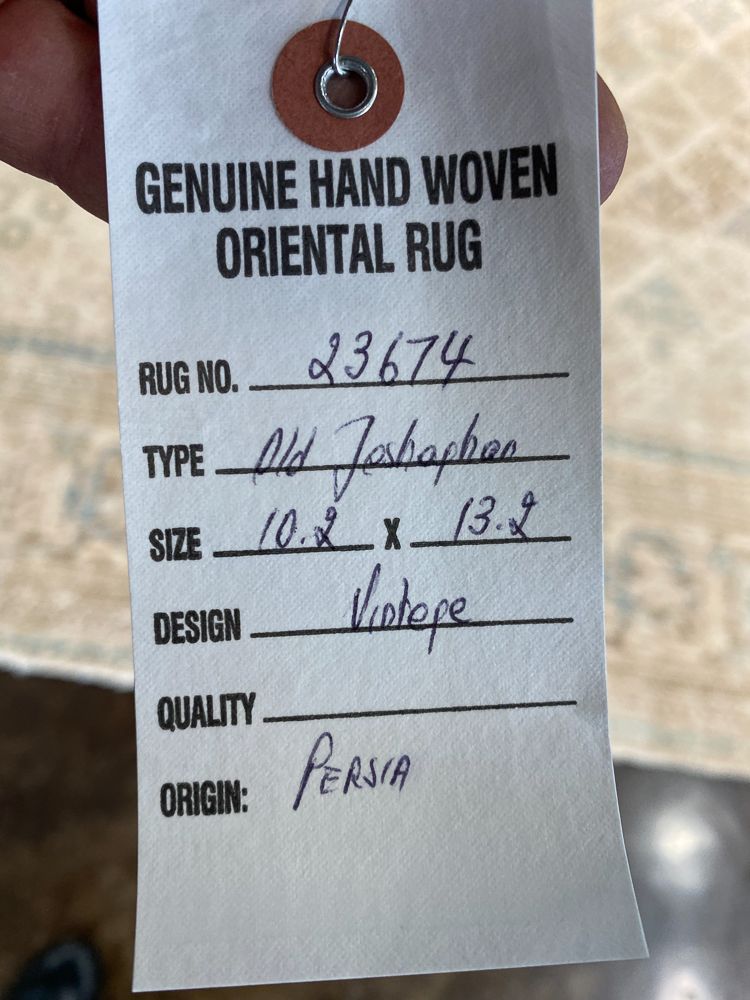 GENUINE HAND WOVEN
ORIENTAL RUG
RUG NO. 23674
TYPE Old Joshaphan
SIZE 10.2 X 13.2
DESIGN Vintage
QUALITY
ORIGIN: PERSIA